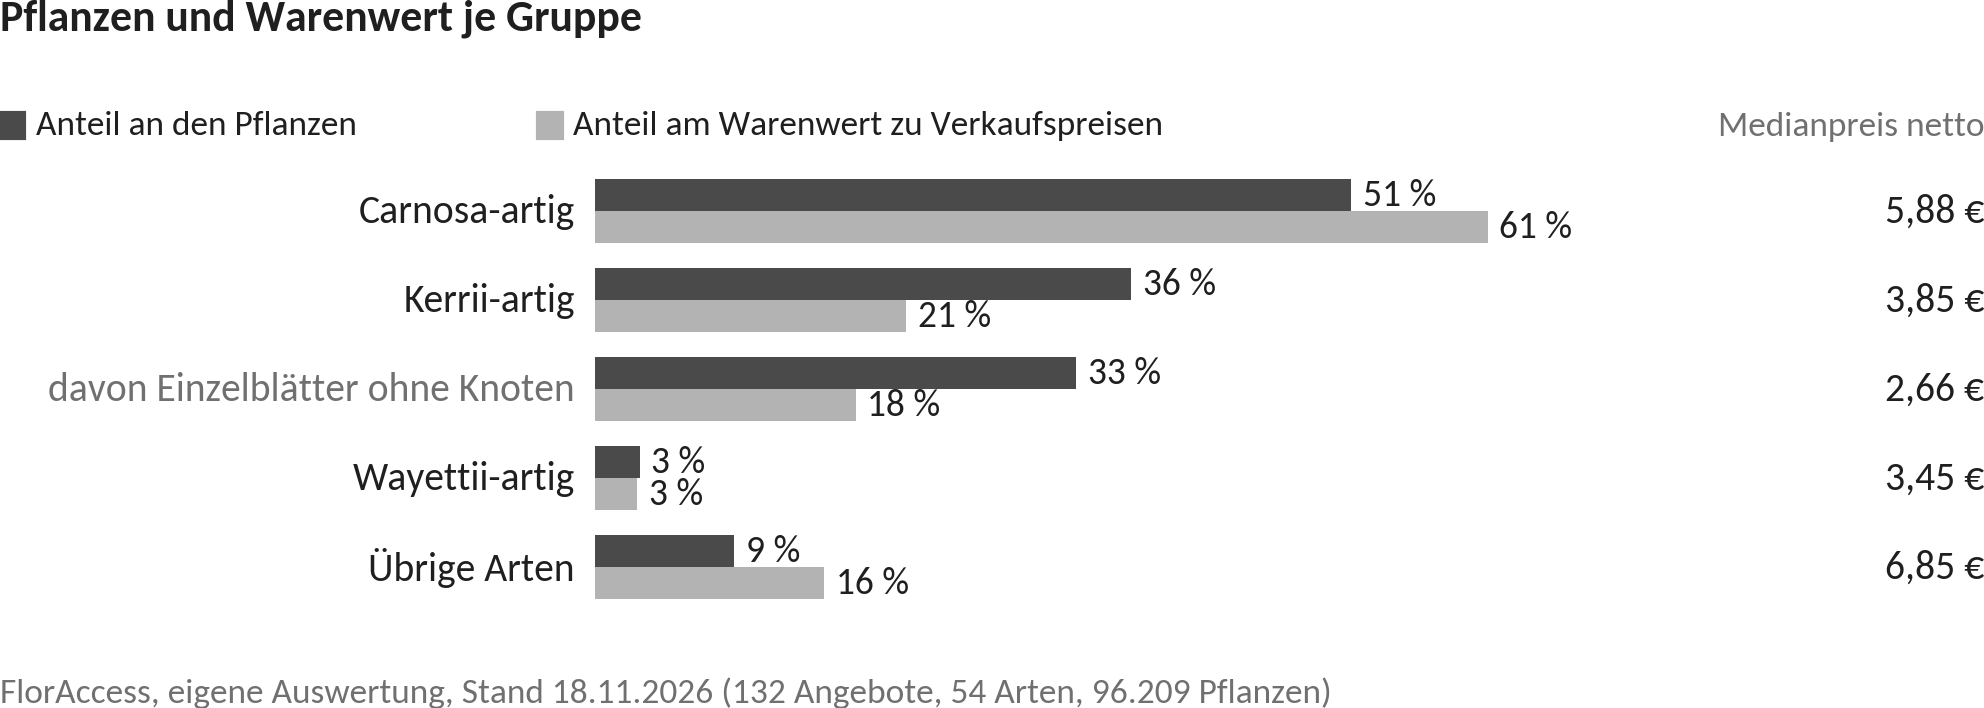 Pflanzen und Warenwert je Gruppe
Anteil an den Pflanzen
Anteil am Warenwert zu Verkaufspreisen
Medianpreis netto
Carnosa-artig 51 % 61 % 5,88 €
Kerrii-artig 36 % 21 % 3,85 €
davon Einzelblätter ohne Knoten 33 % 18 % 2,66 €
Wayettii-artig 3 % 3 % 3,45 €
Übrige Arten 9 % 16 % 6,85 €
FlorAccess, eigene Auswertung, Stand 18.11.2026 (132 Angebote, 54 Arten, 96.209 Pflanzen)